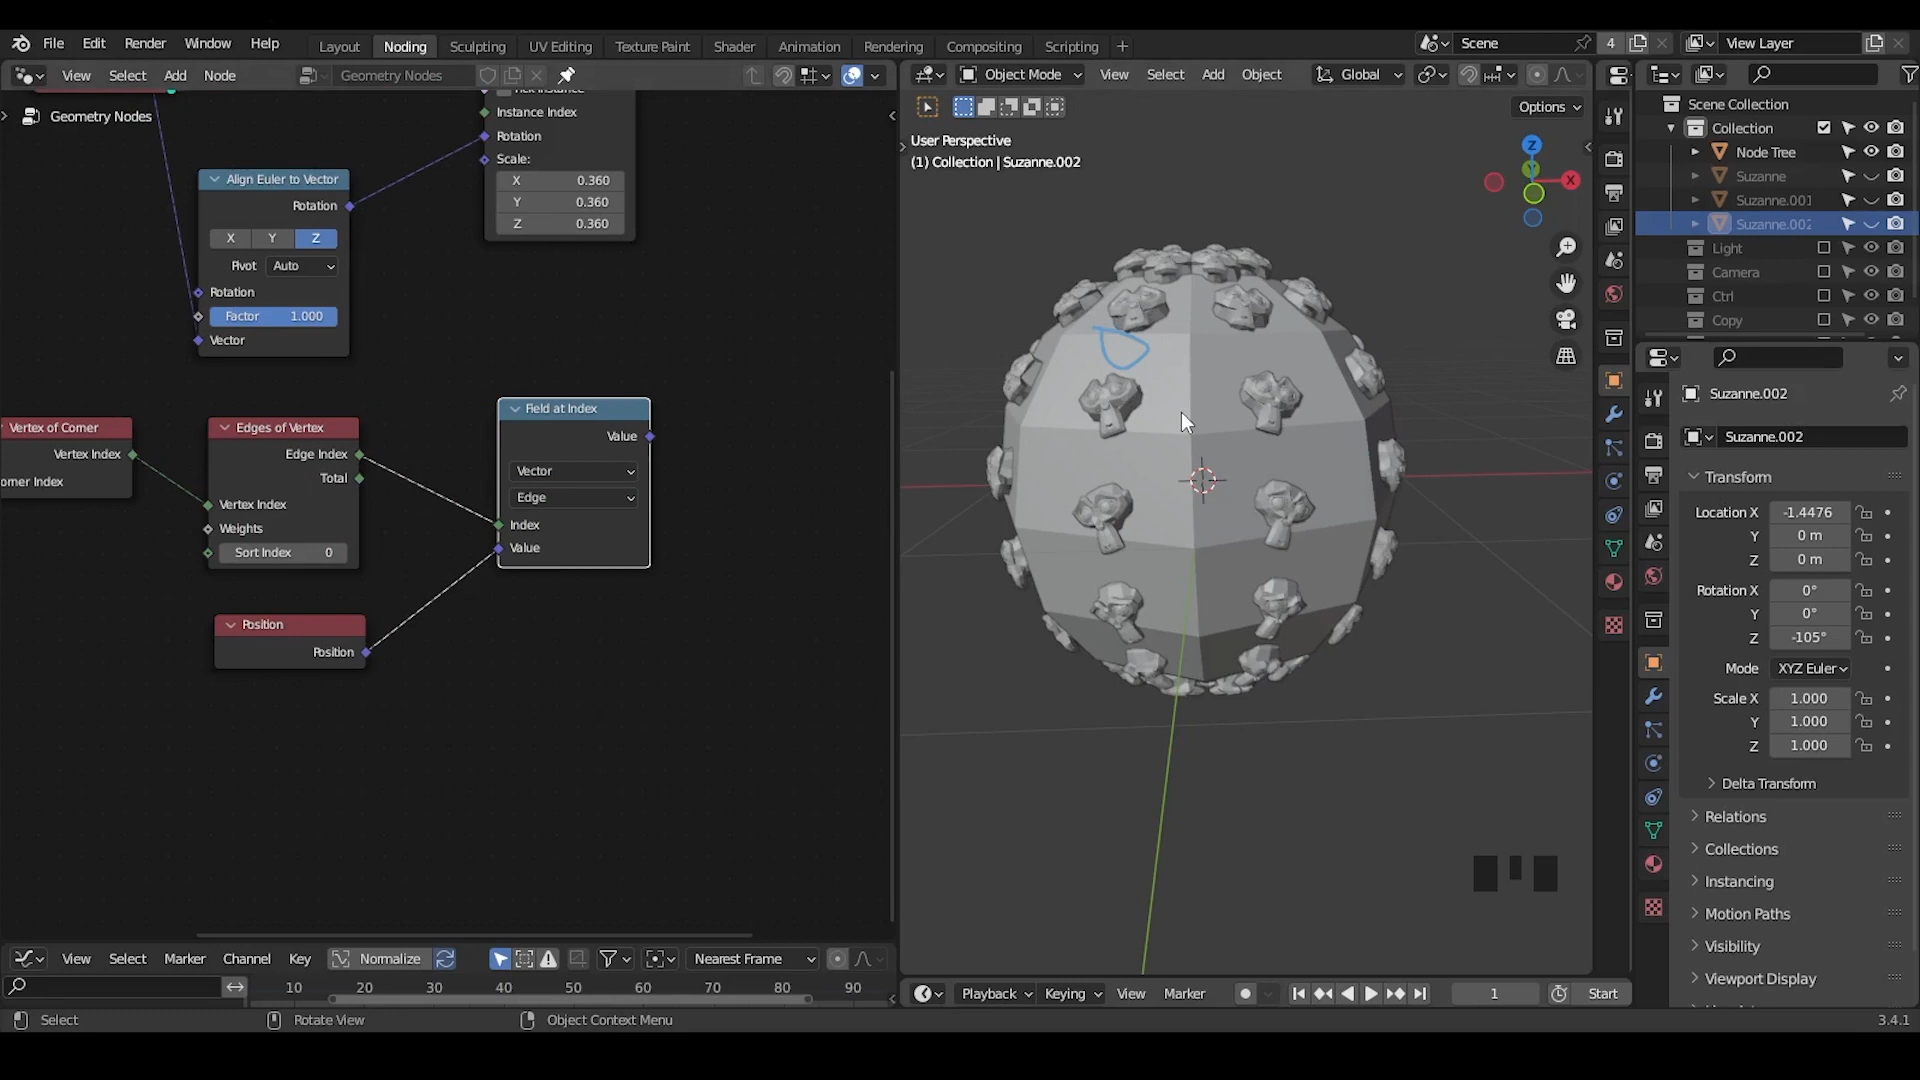 File Edit Render Window Help Layout Noding Sculpting UV Editing Texture Paint Shader Animation Rendering Compositing Scripting Scene 4 View Layer
View Select Add Node Geometry Nodes
Object Mode View Select Add Object Global
Options
Geometry Nodes
Instance Index
Rotation
Scale:
X 0.360
Y 0.360
Z 0.360
Align Euler to Vector
Rotation
X Y Z
Pivot Auto
Rotation
Factor 1.000
Vector
Vertex of Corner
Vertex Index
Edges of Vertex
Edge Index
Total
Vertex Index
Weights
Sort Index 0
Field at Index
Value
Vector
Edge
Index
Value
Position
Position
User Perspective
(1) Collection | Suzanne.002
Z
X
Scene Collection
Collection
Node Tree
Suzanne
Suzanne.001
Suzanne.002
Light
Camera
Ctrl
Copy
Suzanne.002
Suzanne.002
Transform
Location X -1.4476
Y 0 m
Z 0 m
Rotation X 0°
Y 0°
Z -105°
Mode XYZ Euler
Scale X 1.000
Y 1.000
Z 1.000
Delta Transform
Relations
Collections
Instancing
Motion Paths
Visibility
Viewport Display
View Select Marker Channel Key Normalize Nearest Frame
10 20 30 40 50 60 70 80 90
Playback Keying View Marker 1 Start
Select Rotate View Object Context Menu 3.4.1